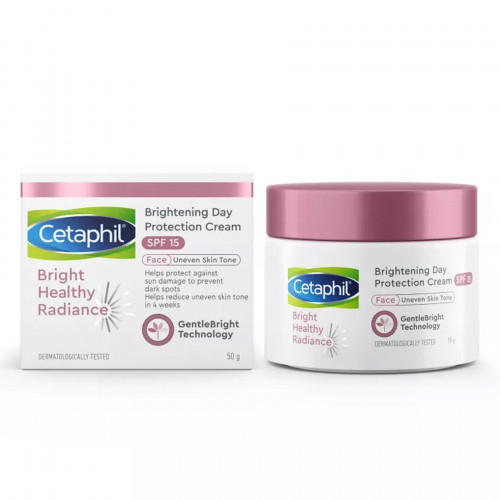 Cetaphil®
Bright
Healthy
Radiance
DERMATOLOGICALLY TESTED
Brightening Day
Protection Cream
SPF 15
Face Uneven Skin Tone
Helps protect against
sun damage to prevent
dark spots
Helps reduce uneven skin tone
in 4 weeks
GentleBright
Technology
50 g
Cetaphil
Bright
Healthy
Radiance
Brightening Day
Protection Cream SPF
Face Uneven Skin Tone
GentleBright
Technology
DERMATOLOGICALLY TESTED